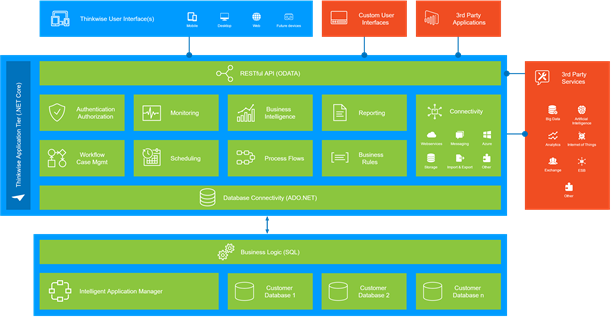 Thinkwise User Interface(s)
Mobile
Desktop
Web
Future devices
Custom User
Interfaces
3rd Party
Applications
Thinkwise Application Tier (.NET Core)
RESTful API (ODATA)
Authentication
Authorization
Monitoring
Business
Intelligence
Reporting
Connectivity
Webservices
Messaging
Azure
Storage
Import & Export
Other
Workflow
Case Mgmt
Scheduling
Process Flows
Business
Rules
Database Connectivity (ADO.NET)
3rd Party
Services
Big Data
Artificial
Intelligence
Analytics
Internet of Things
Exchange
ESB
Other
Business Logic (SQL)
Intelligent Application Manager
Customer
Database 1
Customer
Database 2
Customer
Database n